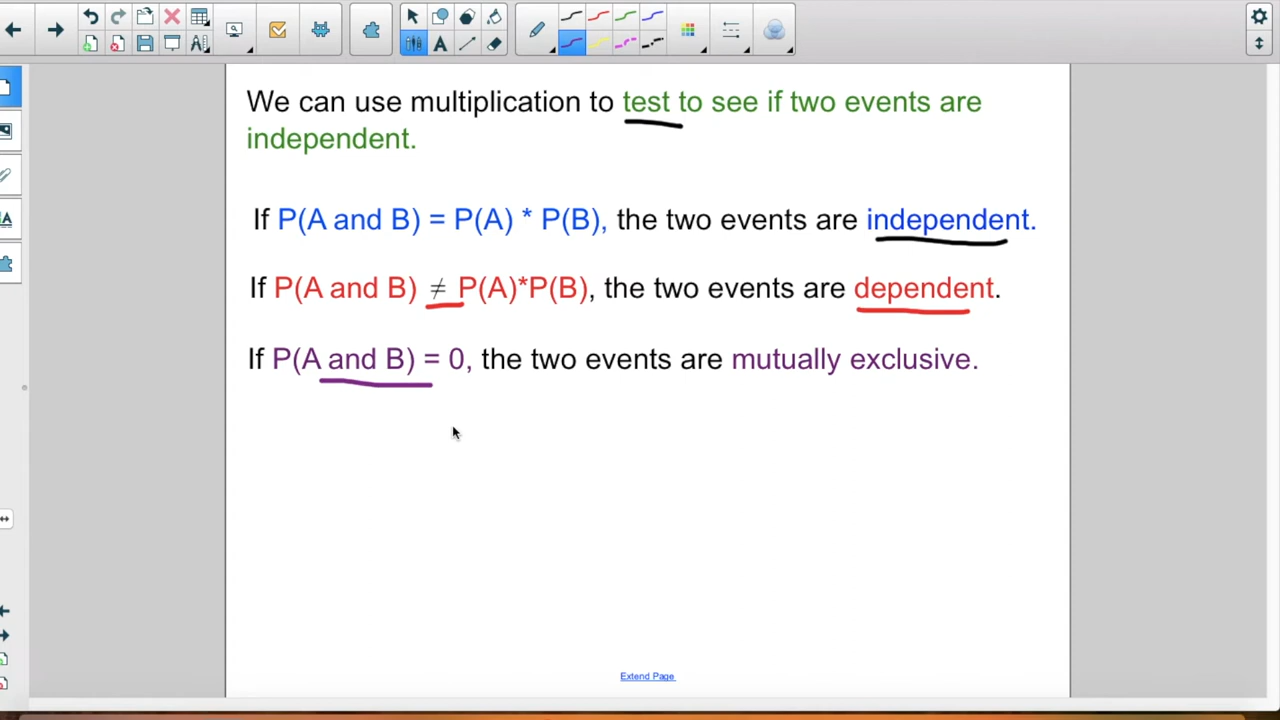 We can use multiplication to test to see if two events are
independent.
If P(A and B) = P(A) * P(B), the two events are independent.
If P(A and B) ≠ P(A)*P(B), the two events are dependent.
If P(A and B) = 0, the two events are mutually exclusive.
Extend Page